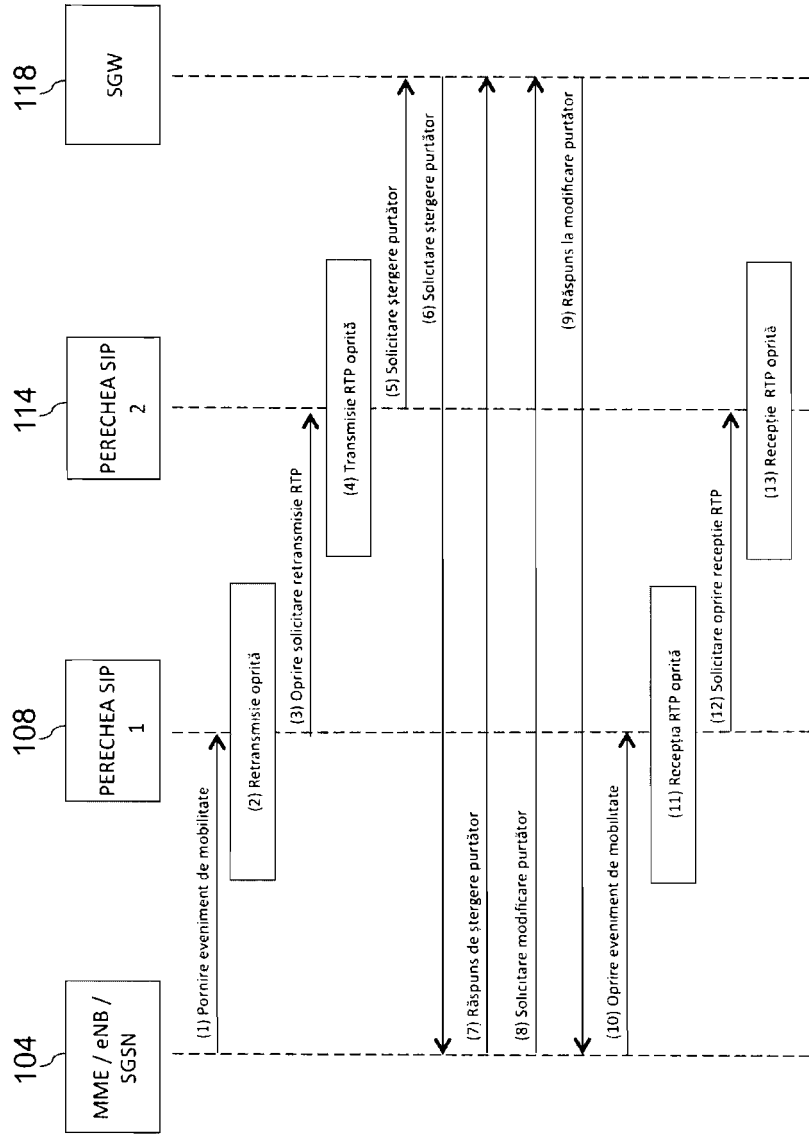 104
MME / eNB /
SGSN
108
PERECHEA SIP
1
114
PERECHEA SIP
2
118
SGW
(1) Pornire eveniment de mobilitate
(2) Retransmisie oprită
(3) Oprire solicitare retransmisie RTP
(4) Transmisie RTP oprită
(5) Solicitare ștergere purtător
(6) Solicitare ștergere purtător
(7) Răspuns de ștergere purtător
(8) Solicitare modificare purtător
(9) Răspuns la modificare purtător
(10) Oprire eveniment de mobilitate
(11) Recepția RTP oprită
(12) Solicitare oprire receptie RTP
(13) Recepție RTP oprită